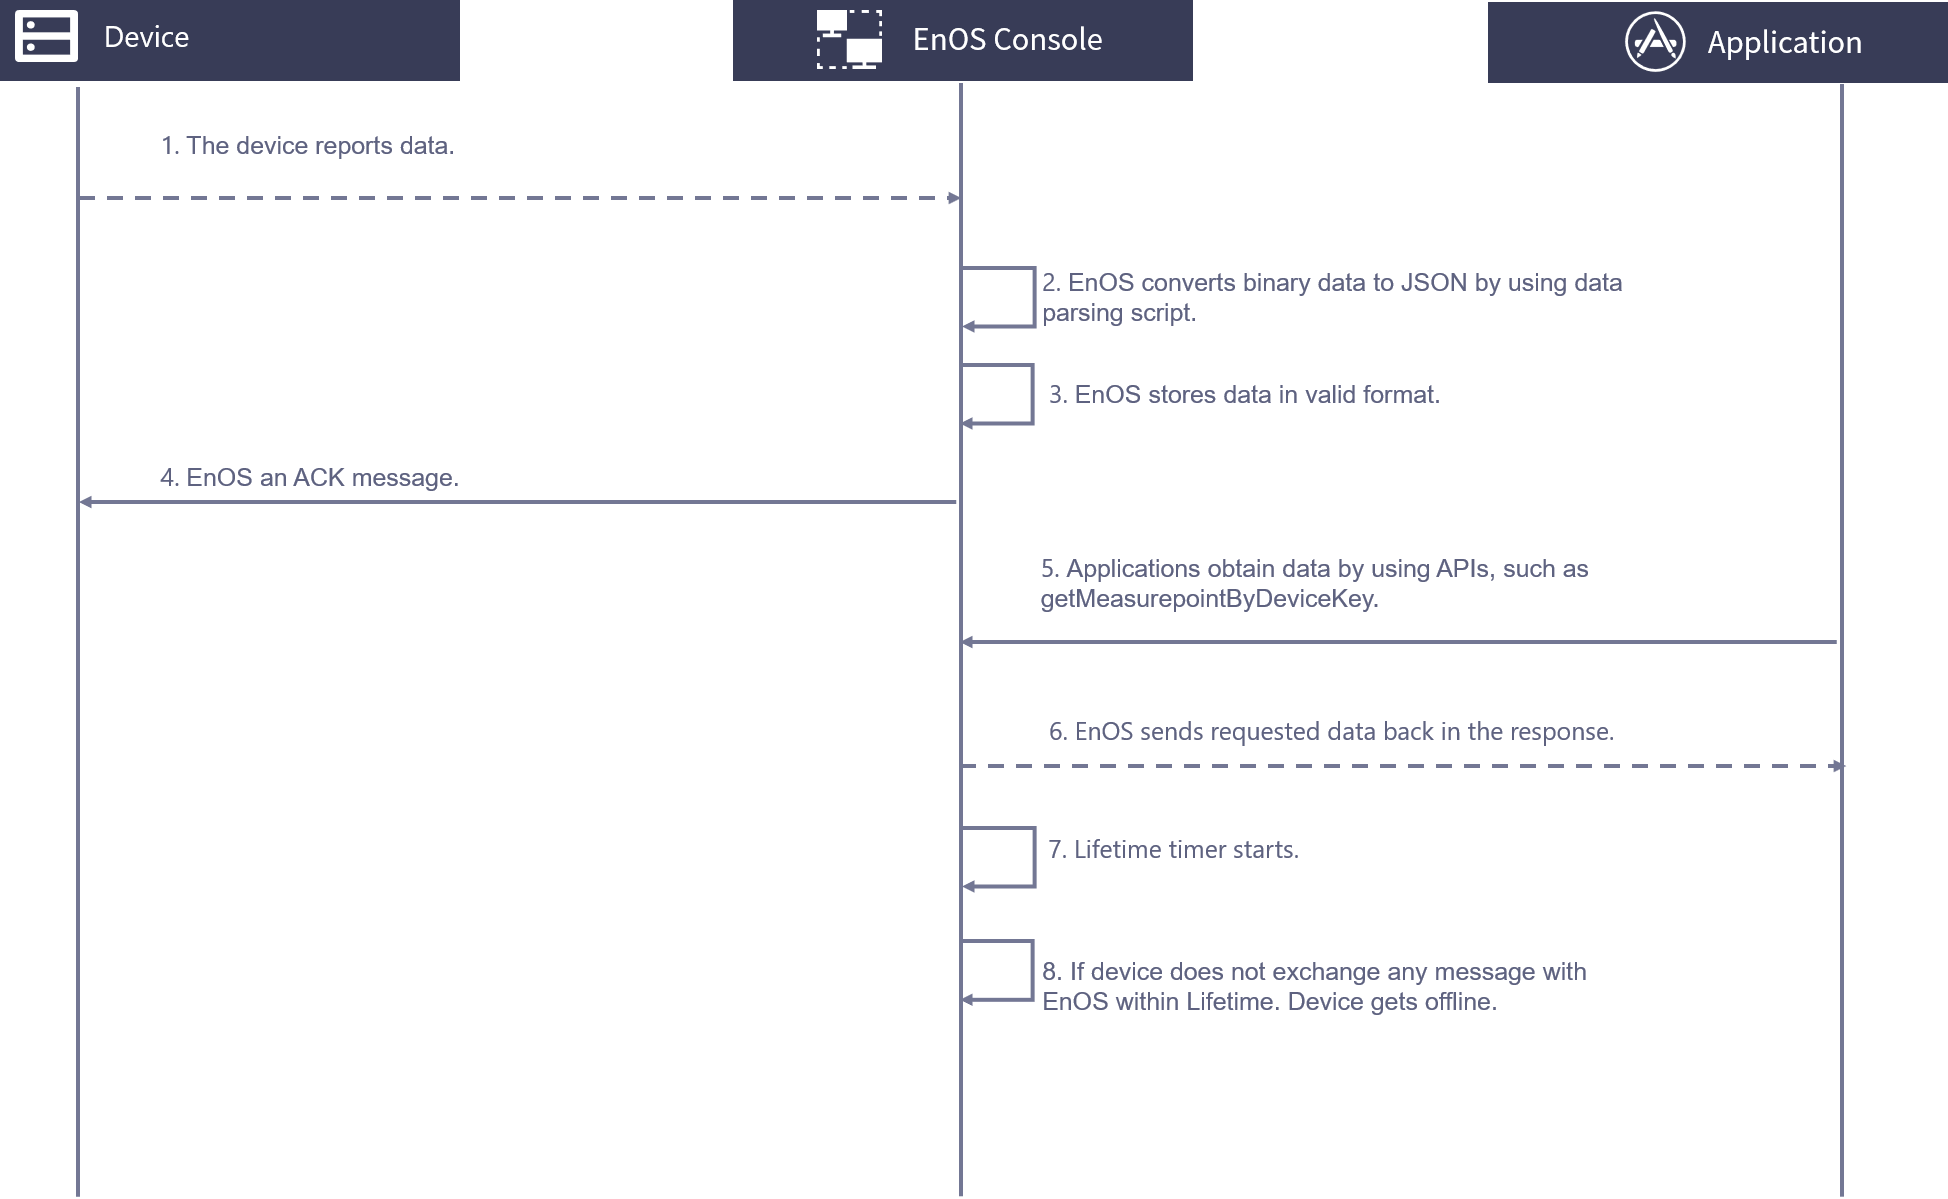 Device
EnOS Console
Application
1. The device reports data.
2. EnOS converts binary data to JSON by using data
parsing script.
3. EnOS stores data in valid format.
4. EnOS an ACK message.
5. Applications obtain data by using APIs, such as
getMeasurepointByDeviceKey.
6. EnOS sends requested data back in the response.
7. Lifetime timer starts.
8. If device does not exchange any message with
EnOS within Lifetime. Device gets offline.